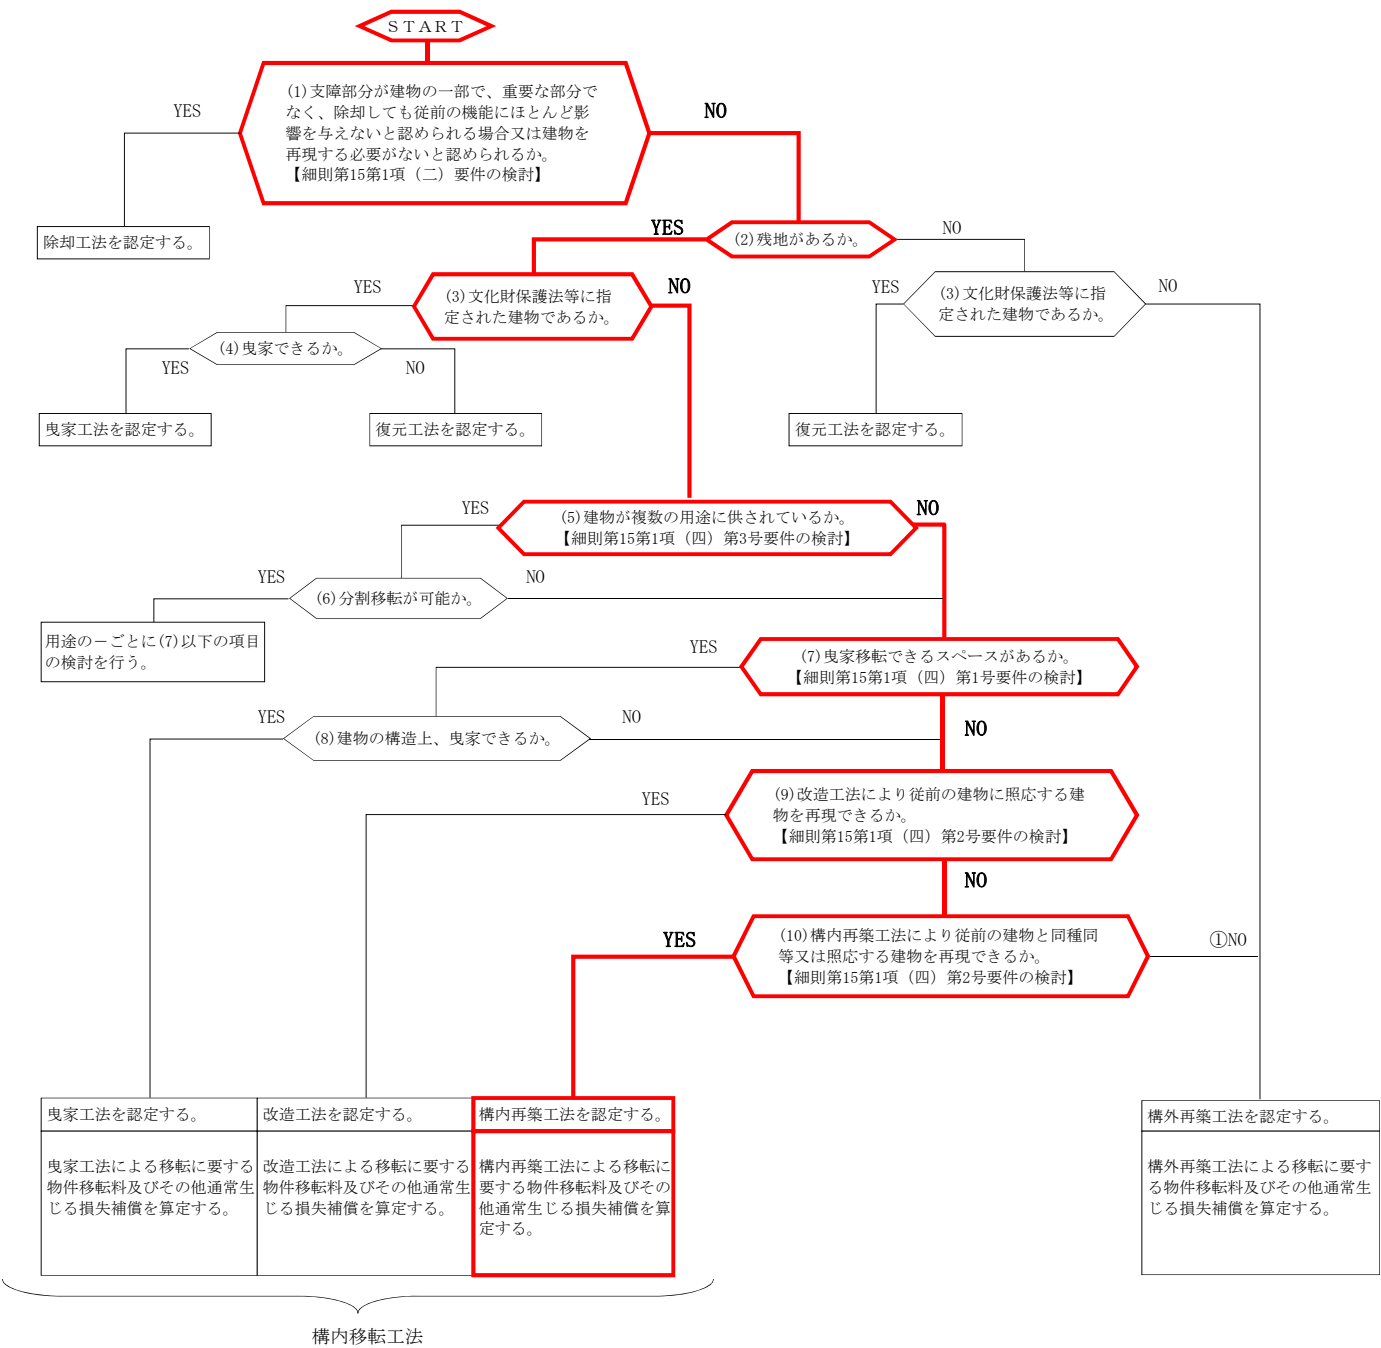 ＳＴＡＲＴ
(1)支障部分が建物の一部で、重要な部分で
なく、除却しても従前の機能にほとんど影
響を与えないと認められる場合又は建物を
再現する必要がないと認められるか。
【細則第15第1項（二）要件の検討】
YES
NO
除却工法を認定する。
YES
(2)残地があるか。
NO
YES
(3)文化財保護法等に指
定された建物であるか。
NO
YES
(3)文化財保護法等に指
定された建物であるか。
NO
(4)曳家できるか。
YES
NO
曳家工法を認定する。
復元工法を認定する。
復元工法を認定する。
YES
(5)建物が複数の用途に供されているか。
【細則第15第1項（四）第3号要件の検討】
NO
YES
(6)分割移転が可能か。
NO
用途の－ごとに(7)以下の項目
の検討を行う。
YES
(7)曳家移転できるスペースがあるか。
【細則第15第1項（四）第1号要件の検討】
NO
YES
(8)建物の構造上、曳家できるか。
NO
YES
(9)改造工法により従前の建物に照応する建
物を再現できるか。
【細則第15第1項（四）第2号要件の検討】
NO
YES
(10)構内再築工法により従前の建物と同種同
等又は照応する建物を再現できるか。
【細則第15第1項（四）第2号要件の検討】
①NO
曳家工法を認定する。
曳家工法による移転に要する
物件移転料及びその他通常生
じる損失補償を算定する。
改造工法を認定する。
改造工法による移転に要する
物件移転料及びその他通常生
じる損失補償を算定する。
構内再築工法を認定する。
構内再築工法による移転に
要する物件移転料及びその
他通常生じる損失補償を算
定する。
構外再築工法を認定する。
構外再築工法による移転に要す
る物件移転料及びその他通常生
じる損失補償を算定する。
構内移転工法